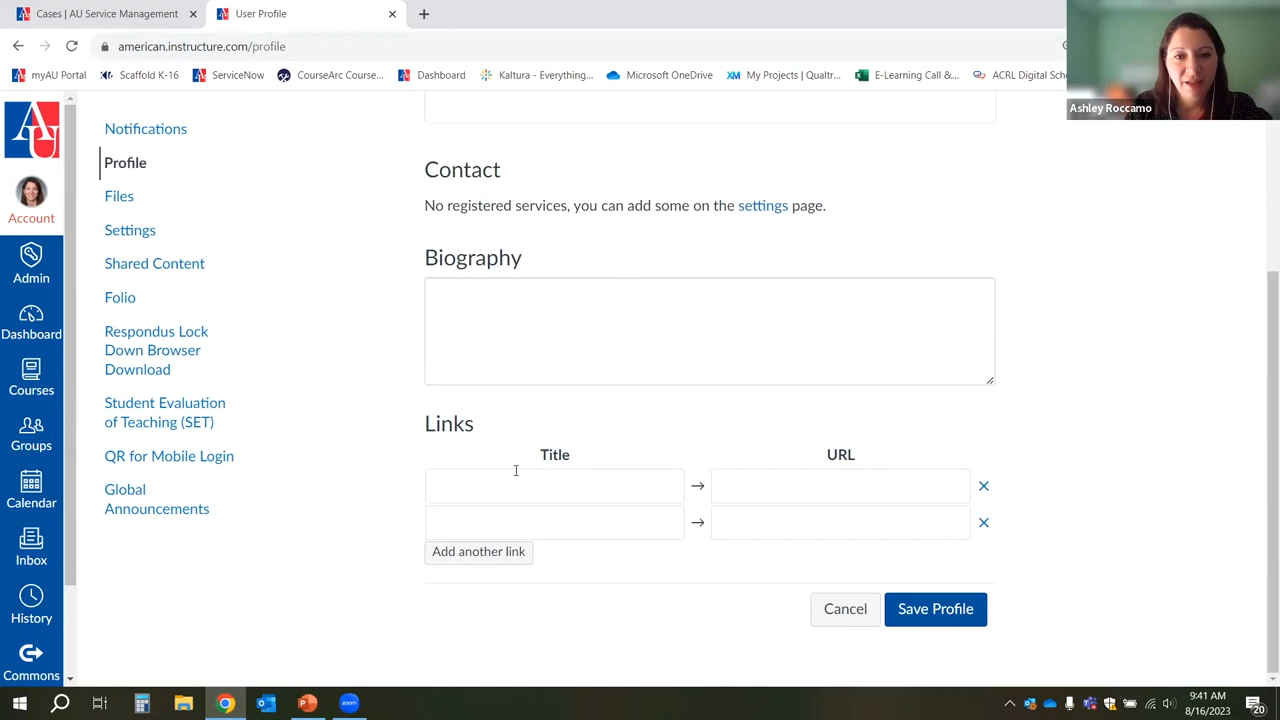 Cases | AU Service Management
User Profile
american.instructure.com/profile
myAU Portal
Scaffold K-16
ServiceNow
CourseArc Course...
Dashboard
Kaltura - Everything...
Microsoft OneDrive
XM My Projects | Qualtr...
E-Learning Call &...
ACRL Digital Sch
Ashley Roccamo
AU
Account
Admin
Dashboard
Courses
Groups
Calendar
Inbox
History
Commons
Notifications
Profile
Files
Settings
Shared Content
Folio
Respondus Lock
Down Browser
Download
Student Evaluation
of Teaching (SET)
QR for Mobile Login
Global
Announcements
Contact
No registered services, you can add some on the settings page.
Biography
Links
Title
URL
Add another link
Cancel
Save Profile
9:41 AM
8/16/2023
20